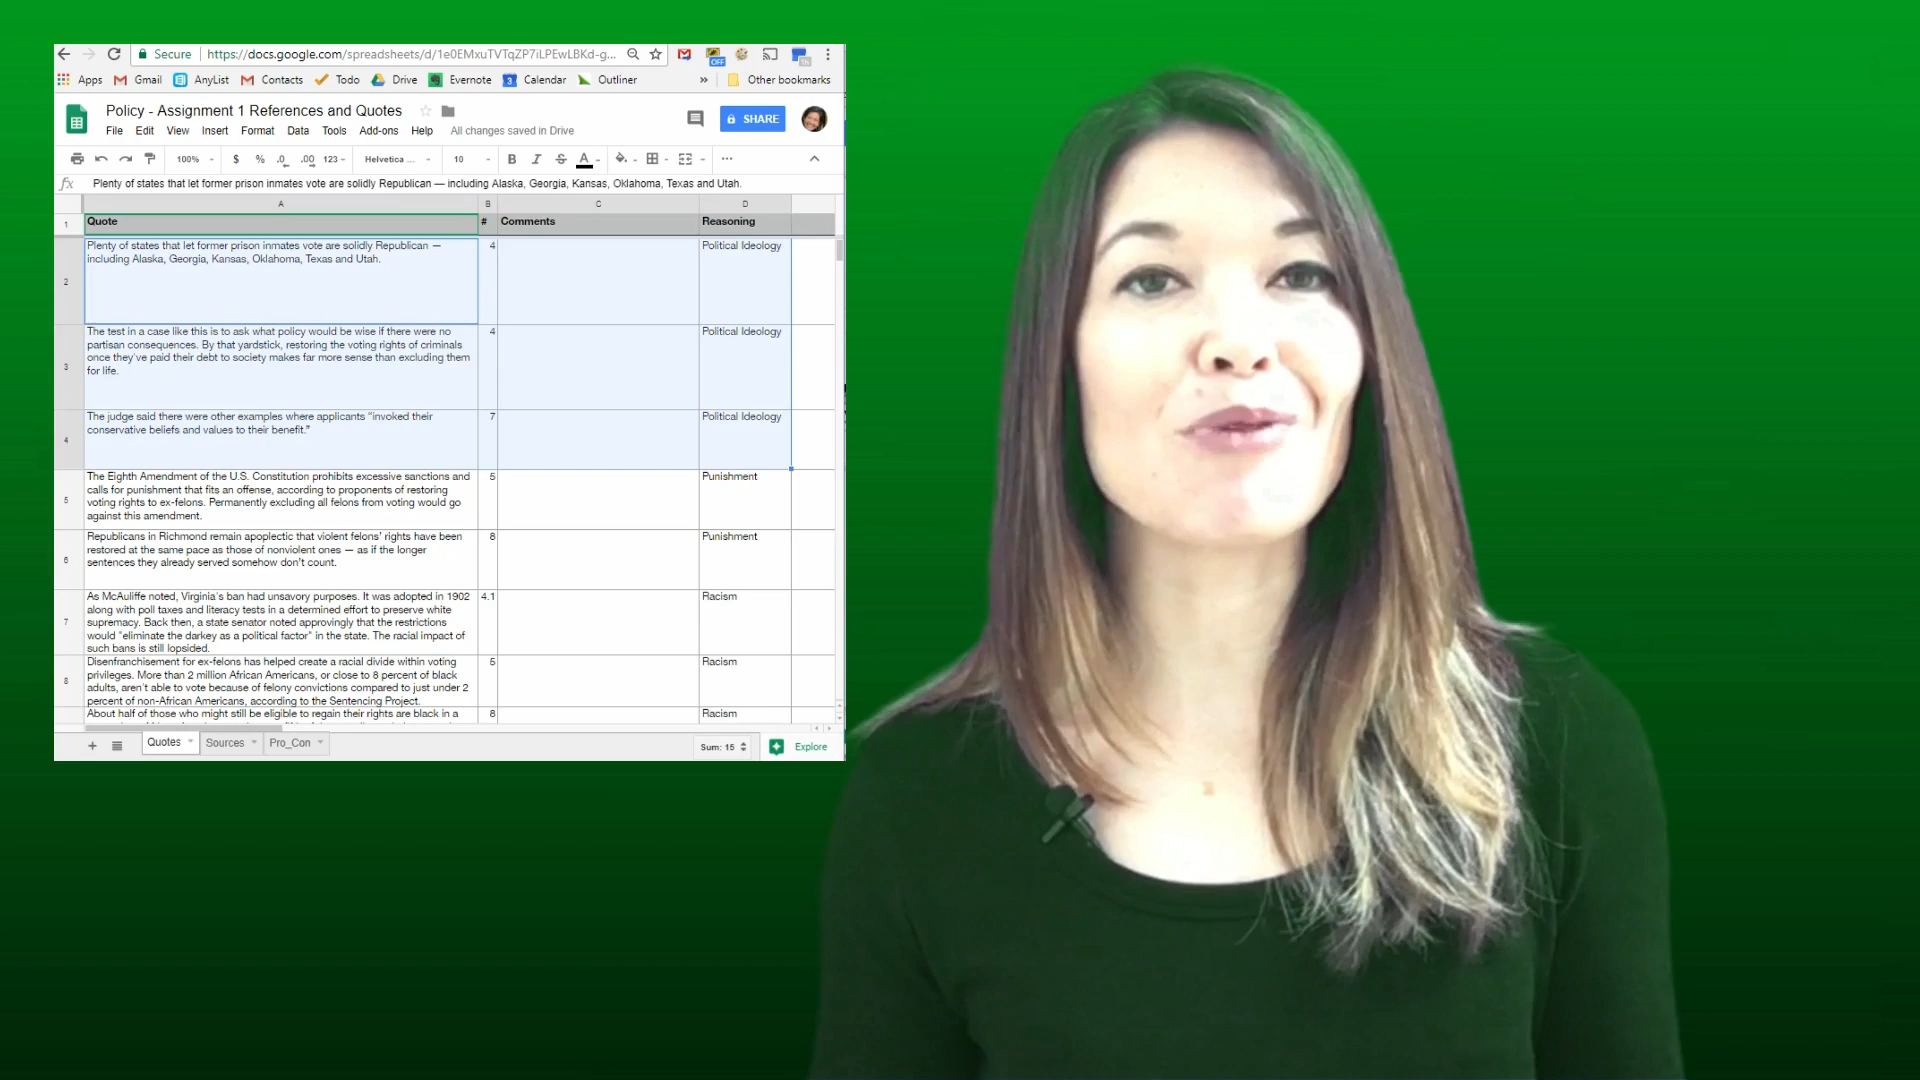 Secure https://docs.google.com/spreadsheets/d/1e0EMxuTVTqZP7iLPEwLBKd-g...
OFF
1h
Apps Gmail AnyList Contacts Todo Drive Evernote 3 Calendar Outliner » Other bookmarks
Policy - Assignment 1 References and Quotes
File Edit View Insert Format Data Tools Add-ons Help All changes saved in Drive
SHARE
100% $ % .0 .00 123 Helvetica ... 10 B I S A ...
fx Plenty of states that let former prison inmates vote are solidly Republican — including Alaska, Georgia, Kansas, Oklahoma, Texas and Utah.
A B C D
1 Quote # Comments Reasoning
Plenty of states that let former prison inmates vote are solidly Republican — 4 Political Ideology
including Alaska, Georgia, Kansas, Oklahoma, Texas and Utah.
2
The test in a case like this is to ask what policy would be wise if there were no 4 Political Ideology
partisan consequences. By that yardstick, restoring the voting rights of criminals
once they've paid their debt to society makes far more sense than excluding them
3 for life.
The judge said there were other examples where applicants “invoked their 7 Political Ideology
conservative beliefs and values to their benefit.”
4
The Eighth Amendment of the U.S. Constitution prohibits excessive sanctions and 5 Punishment
calls for punishment that fits an offense, according to proponents of restoring
5 voting rights to ex-felons. Permanently excluding all felons from voting would go
against this amendment.
Republicans in Richmond remain apoplectic that violent felons’ rights have been 8 Punishment
restored at the same pace as those of nonviolent ones — as if the longer
6 sentences they already served somehow don’t count.
As McAuliffe noted, Virginia's ban had unsavory purposes. It was adopted in 1902 4.1 Racism
along with poll taxes and literacy tests in a determined effort to preserve white
7 supremacy. Back then, a state senator noted approvingly that the restrictions
would "eliminate the darkey as a political factor" in the state. The racial impact of
such bans is still lopsided.
Disenfranchisement for ex-felons has helped create a racial divide within voting 5 Racism
privileges. More than 2 million African Americans, or close to 8 percent of black
8 adults, aren't able to vote because of felony convictions compared to just under 2
percent of non-African Americans, according to the Sentencing Project.
About half of those who might still be eligible to regain their rights are black in a 8 Racism
+ Quotes Sources Pro_Con Sum: 15 Explore